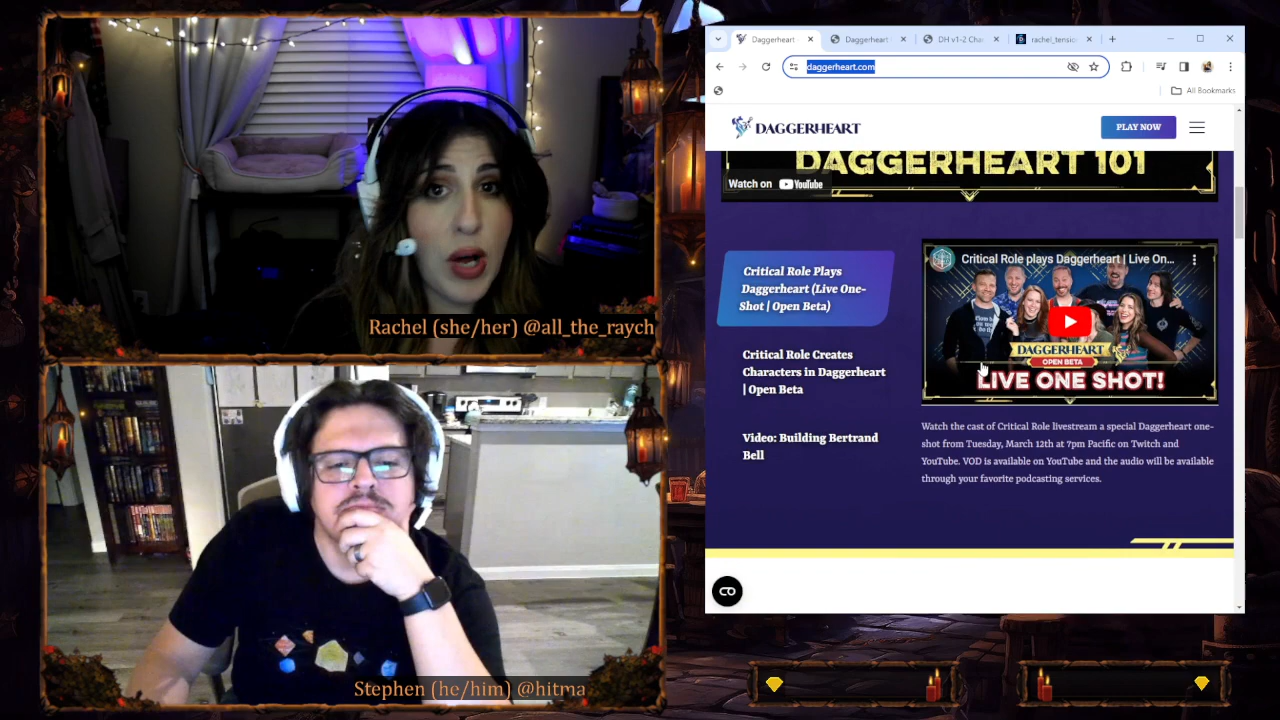 Rachel (she/her) @all_the_raych
Stephen (he/him) @hitma
Daggerheart
Daggerheart
DH v1-2 Cha
rachel_tensio
daggerheart.com
All Bookmarks
DAGGERHEART
PLAY NOW
DAGGERHEART 101
Watch on YouTube
Critical Role Plays
Daggerheart (Live One-
Shot | Open Beta)
Critical Role Creates
Characters in Daggerheart
| Open Beta
Video: Building Bertrand
Bell
Critical Role plays Daggerheart | Live On...
DAGGERHEART
OPEN BETA
LIVE ONE SHOT!
Watch the cast of Critical Role livestream a special Daggerheart one-
shot from Tuesday, March 12th at 7pm Pacific on Twitch and
YouTube. VOD is available on YouTube and the audio will be available
through your favorite podcasting services.